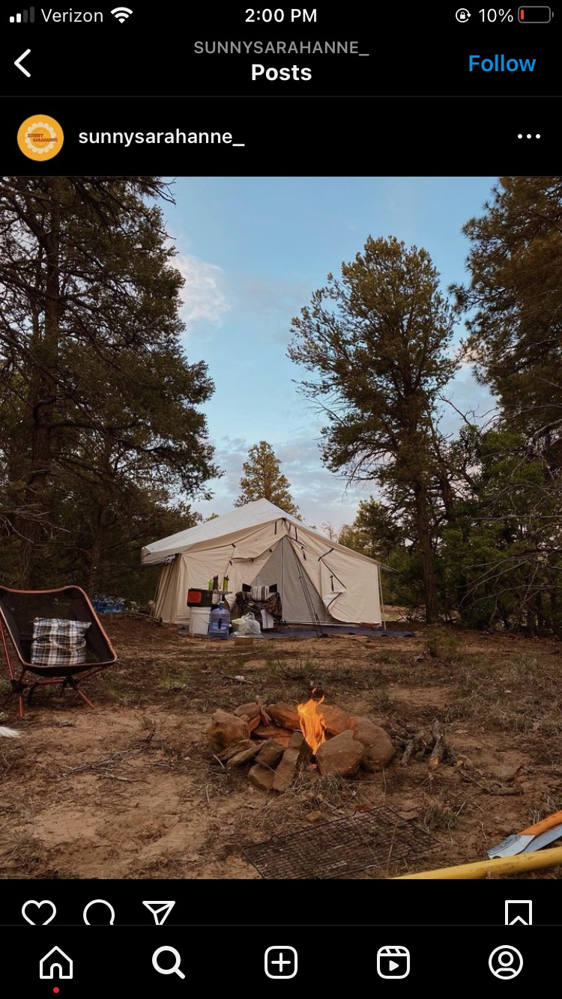 Verizon 2:00 PM 10%
SUNNYSARAHANNE_
Posts
Follow
SUNNY
SARAHANNE
sunnysarahanne_